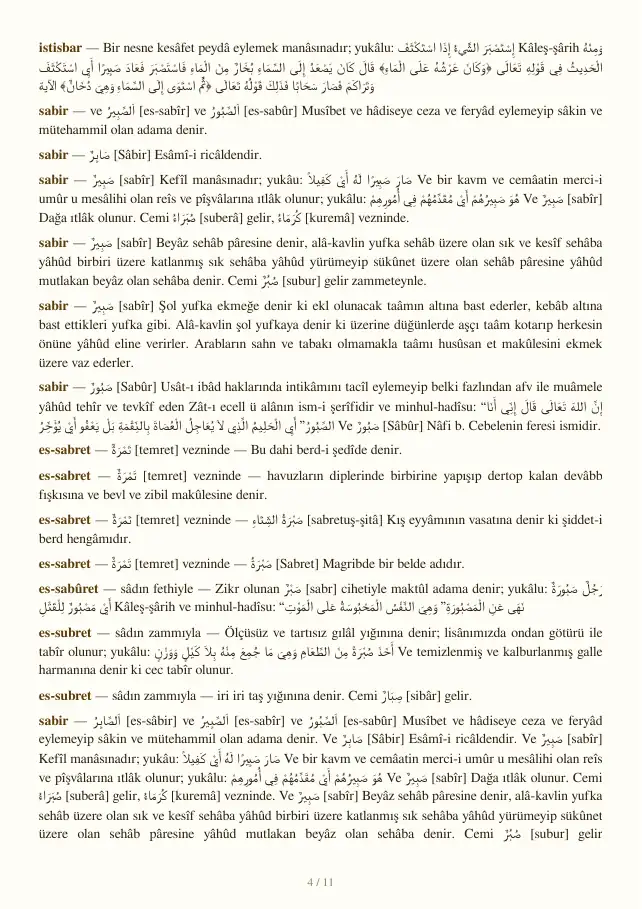 istisbar — Bir nesne kesâfet peydâ eylemek manâsınadır; yukâlu: إِسْتَصْبَرَ الشَّيءُ إِذَا اسْتَكْثَفَ Kâleş-şârih وَمِنْهُ
الْحَدِيثُ فِي قَوْلِهِ تَعَالَى ﴿وَكَانَ عَرْشُهُ عَلَى الْمَاءِ﴾ قَالَ كَانَ يَصْعَدُ إِلَى السَّمَاءِ بُخَارٌ مِنَ الْمَاءِ فَاسْتَصْبَرَ فَعَادَ صَبِيرًا أَيِ اسْتَكْثَفَ
وَتَرَاكَمَ فَصَارَ سَحَابًا فَذَلِكَ قَوْلُهُ تَعَالَى ﴿ثُمَّ اسْتَوَى إِلَى السَّمَاءِ وَهِيَ دُخَانٌ﴾ الآية
sabir — ve اَلصَّبِيرُ [es-sabîr] ve اَلصَّبُورُ [es-sabûr] Musîbet ve hâdiseye ceza ve feryâd eylemeyip sâkin ve
mütehammil olan adama denir.
sabir — صَابِرٌ [Sâbir] Esâmî-i ricâldendir.
sabir — صَبِيرٌ [sabîr] Kefîl manâsınadır; yukâu: صَارَ صَبِيرًا لَهُ أَيْ كَفِيلاً Ve bir kavm ve cemâatin merci-i
umûr u mesâlihi olan reîs ve pîşvâlarına ıtlâk olunur; yukâlu: هُوَ صَبِيرُهُمْ أَيْ مُقَدَّمُهُمْ فِي أُمُورِهِمْ Ve صَبِيرٌ [sabîr]
Dağa ıtlâk olunur. Cemi صُبَرَاءُ [suberâ] gelir, كُرَمَاءُ [kuremâ] vezninde.
sabir — صَبِيرٌ [sabîr] Beyâz sehâb pâresine denir, alâ-kavlin yufka sehâb üzere olan sık ve kesîf sehâba
yâhûd birbiri üzere katlanmış sık sehâba yâhûd yürümeyip sükûnet üzere olan sehâb pâresine yâhûd
mutlakan beyâz olan sehâba denir. Cemi صُبُرٌ [subur] gelir zammeteynle.
sabir — صَبِيرٌ [sabîr] Şol yufka ekmeğe denir ki ekl olunacak taâmın altına bast ederler, kebâb altına
bast ettikleri yufka gibi. Alâ-kavlin şol yufkaya denir ki üzerine düğünlerde aşçı taâm kotarıp herkesin
önüne yâhûd eline verirler. Arabların sahn ve tabakı olmamakla taâmı husûsan et makûlesini ekmek
üzere vaz ederler.
sabir — صَبُورٌ [Sabûr] Usât-ı ibâd haklarında intikâmını tacîl eylemeyip belki fazlından afv ile muâmele
yâhûd tehîr ve tevkîf eden Zât-ı ecell ü alânın ism-i şerîfidir ve minhul-hadîsu: “إِنَّ اللهَ تَعَالَى قَالَ إِنِّي أَنَا
الصَّبُورُ” أَيِ الْحَلِيمُ الَّذِي لاَ يُعَاجِلُ الْعُصَاةَ بِالنِّقْمَةِ بَلْ يَعْفُو أَيْ يُؤَخِّرُ Ve صَبُورٌ [Sâbûr] Nâfi b. Cebelenin feresi ismidir.
es-sabret — تَمْرَةٌ [temret] vezninde — Bu dahi berd-i şedîde denir.
es-sabret — تَمْرَةٌ [temret] vezninde — havuzların diplerinde birbirine yapışıp dertop kalan devâbb
fışkısına ve bevl ve zibil makûlesine denir.
es-sabret — تَمْرَةٌ [temret] vezninde — صَبْرَةُ الشِّتَاءِ [sabretuş-şitâ] Kış eyyâmının vasatına denir ki şiddet-i
berd hengâmıdır.
es-sabret — تَمْرَةٌ [temret] vezninde — صَبْرَةُ [Sabret] Magribde bir belde adıdır.
es-sabûret — sâdın fethiyle — Zikr olunan صَبْرٌ [sabr] cihetiyle maktûl adama denir; yukâlu: رَجُلٌ صَبُورَةٌ
أَيْ مَصْبُورٌ لِلْقَتْلِ Kâleş-şârih ve minhul-hadîsu: “نَهَى عَنِ الْمَصْبُورَةِ” وَهِيَ النَّفْسُ الْمَحْبُوسَةُ عَلَى الْمَوْتِ
es-subret — sâdın zammıyla — Ölçüsüz ve tartısız gılâl yığınına denir; lisânımızda ondan götürü ile
tabîr olunur; yukâlu: أَخَذَ صُبْرَةً مِنَ الطَّعَامِ وَهِيَ مَا جُمِعَ مِنْهُ بِلاَ كَيْلٍ وَوَزْنٍ Ve temizlenmiş ve kalburlanmış galle
harmanına denir ki cec tabîr olunur.
es-subret — sâdın zammıyla — iri iri taş yığınına denir. Cemi صِبَارٌ [sibâr] gelir.
sabir — اَلصَّابِرُ [es-sâbir] ve اَلصَّبِيرُ [es-sabîr] ve اَلصَّبُورُ [es-sabûr] Musîbet ve hâdiseye ceza ve feryâd
eylemeyip sâkin ve mütehammil olan adama denir. Ve صَابِرٌ [Sâbir] Esâmî-i ricâldendir. Ve صَبِيرٌ [sabîr]
Kefîl manâsınadır; yukâu: صَارَ صَبِيرًا لَهُ أَيْ كَفِيلاً Ve bir kavm ve cemâatin merci-i umûr u mesâlihi olan reîs
ve pîşvâlarına ıtlâk olunur; yukâlu: هُوَ صَبِيرُهُمْ أَيْ مُقَدَّمُهُمْ فِي أُمُورِهِمْ Ve صَبِيرٌ [sabîr] Dağa ıtlâk olunur. Cemi
صُبَرَاءُ [suberâ] gelir, كُرَمَاءُ [kuremâ] vezninde. Ve صَبِيرٌ [sabîr] Beyâz sehâb pâresine denir, alâ-kavlin yufka
sehâb üzere olan sık ve kesîf sehâba yâhûd birbiri üzere katlanmış sık sehâba yâhûd yürümeyip sükûnet
üzere olan sehâb pâresine yâhûd mutlakan beyâz olan sehâba denir. Cemi صُبُرٌ [subur] gelir
4 / 11